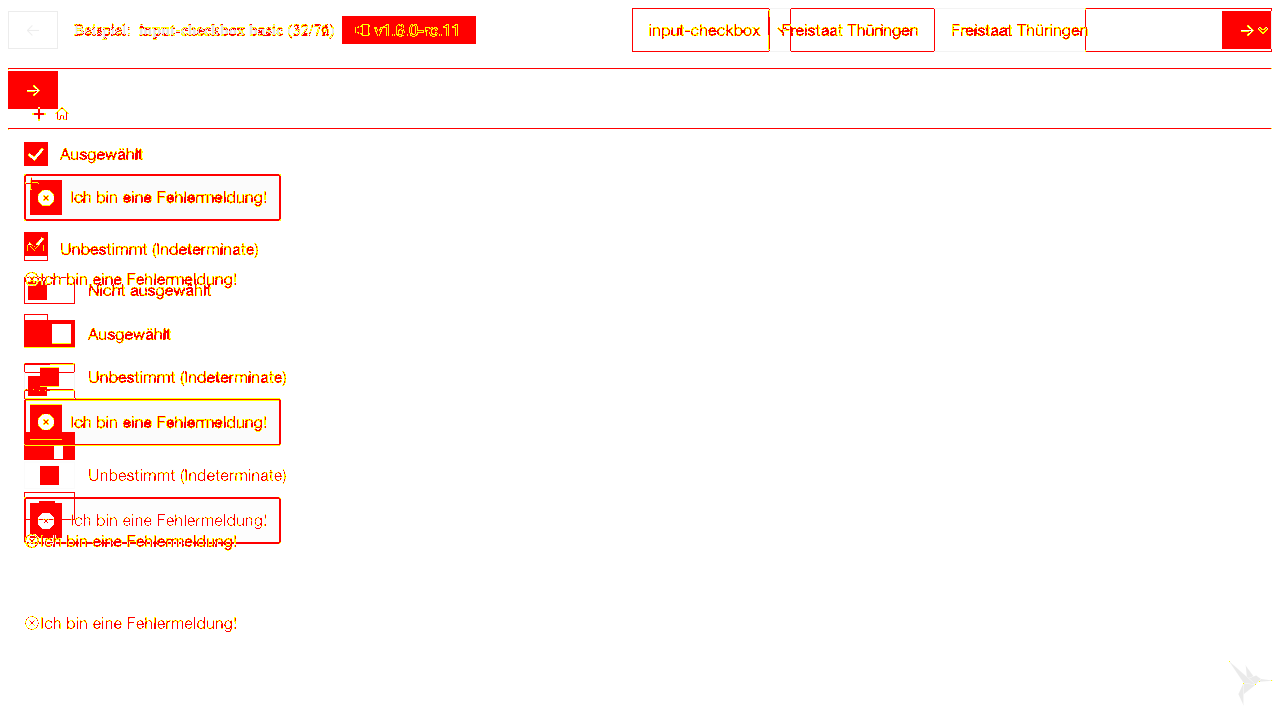 Beispiel: input-checkbox basic v1.6.0-rc.11 input-checkbox Freistaat Thüringen Freistaat Thüringen
Ausgewählt
Ich bin eine Fehlermeldung!
Unbestimmt (Indeterminate)
Ich bin eine Fehlermeldung!
Nicht ausgewählt
Ausgewählt
Unbestimmt (Indeterminate)
Ich bin eine Fehlermeldung!
Unbestimmt (Indeterminate)
Ich bin eine Fehlermeldung!
Ich bin eine Fehlermeldung!
Ich bin eine Fehlermeldung!